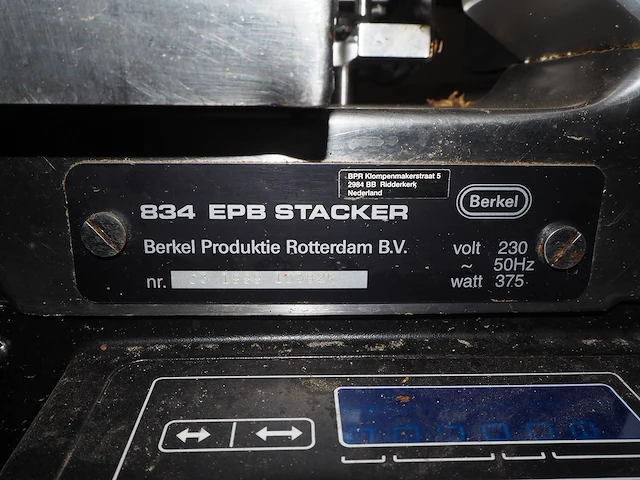 BPR Klompenmakerstraat 5
2984 BB Ridderkerk
Nederland
834 EPB STACKER
Berkel
Berkel Produktie Rotterdam B.V.
volt 230
~ 50Hz
nr.
watt 375